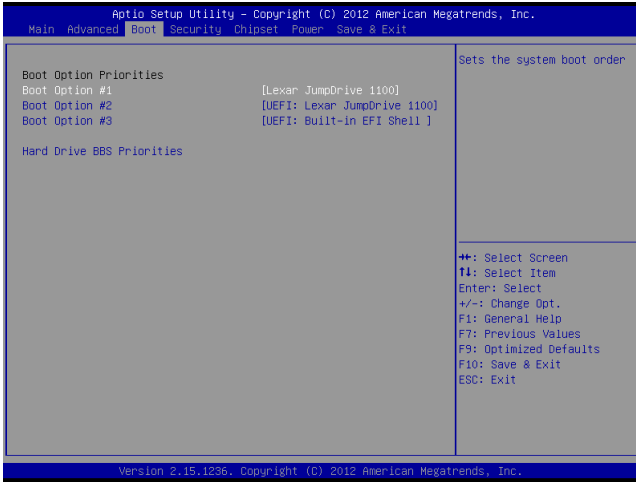 Aptio Setup Utility – Copyright (C) 2012 American Megatrends, Inc.
Main Advanced Boot Security Chipset Power Save & Exit
Boot Option Priorities
Boot Option #1 [Lexar JumpDrive 1100]
Boot Option #2 [UEFI: Lexar JumpDrive 1100]
Boot Option #3 [UEFI: Built-in EFI Shell ]
Hard Drive BBS Priorities
Sets the system boot order
→←: Select Screen
↑↓: Select Item
Enter: Select
+/-: Change Opt.
F1: General Help
F7: Previous Values
F9: Optimized Defaults
F10: Save & Exit
ESC: Exit
Version 2.15.1236. Copyright (C) 2012 American Megatrends, Inc.